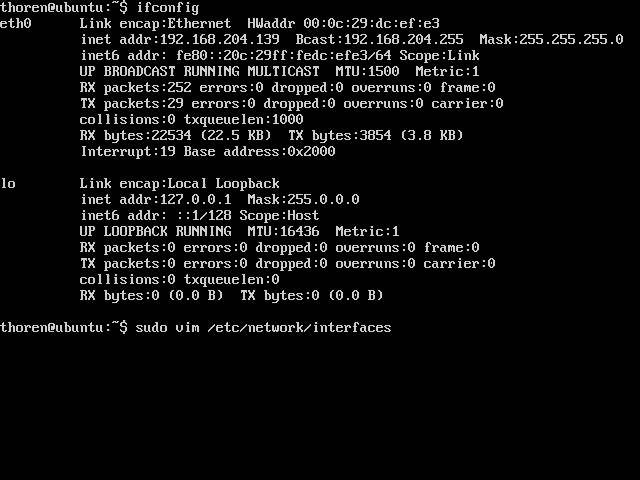 thoren@ubuntu:~$ ifconfig
eth0      Link encap:Ethernet  HWaddr 00:0c:29:dc:ef:e3
          inet addr:192.168.204.139  Bcast:192.168.204.255  Mask:255.255.255.0
          inet6 addr: fe80::20c:29ff:fedc:efe3/64 Scope:Link
          UP BROADCAST RUNNING MULTICAST  MTU:1500  Metric:1
          RX packets:252 errors:0 dropped:0 overruns:0 frame:0
          TX packets:29 errors:0 dropped:0 overruns:0 carrier:0
          collisions:0 txqueuelen:1000
          RX bytes:22534 (22.5 KB)  TX bytes:3854 (3.8 KB)
          Interrupt:19 Base address:0x2000
lo        Link encap:Local Loopback
          inet addr:127.0.0.1  Mask:255.0.0.0
          inet6 addr: ::1/128 Scope:Host
          UP LOOPBACK RUNNING  MTU:16436  Metric:1
          RX packets:0 errors:0 dropped:0 overruns:0 frame:0
          TX packets:0 errors:0 dropped:0 overruns:0 carrier:0
          collisions:0 txqueuelen:0
          RX bytes:0 (0.0 B)  TX bytes:0 (0.0 B)
thoren@ubuntu:~$ sudo vim /etc/network/interfaces